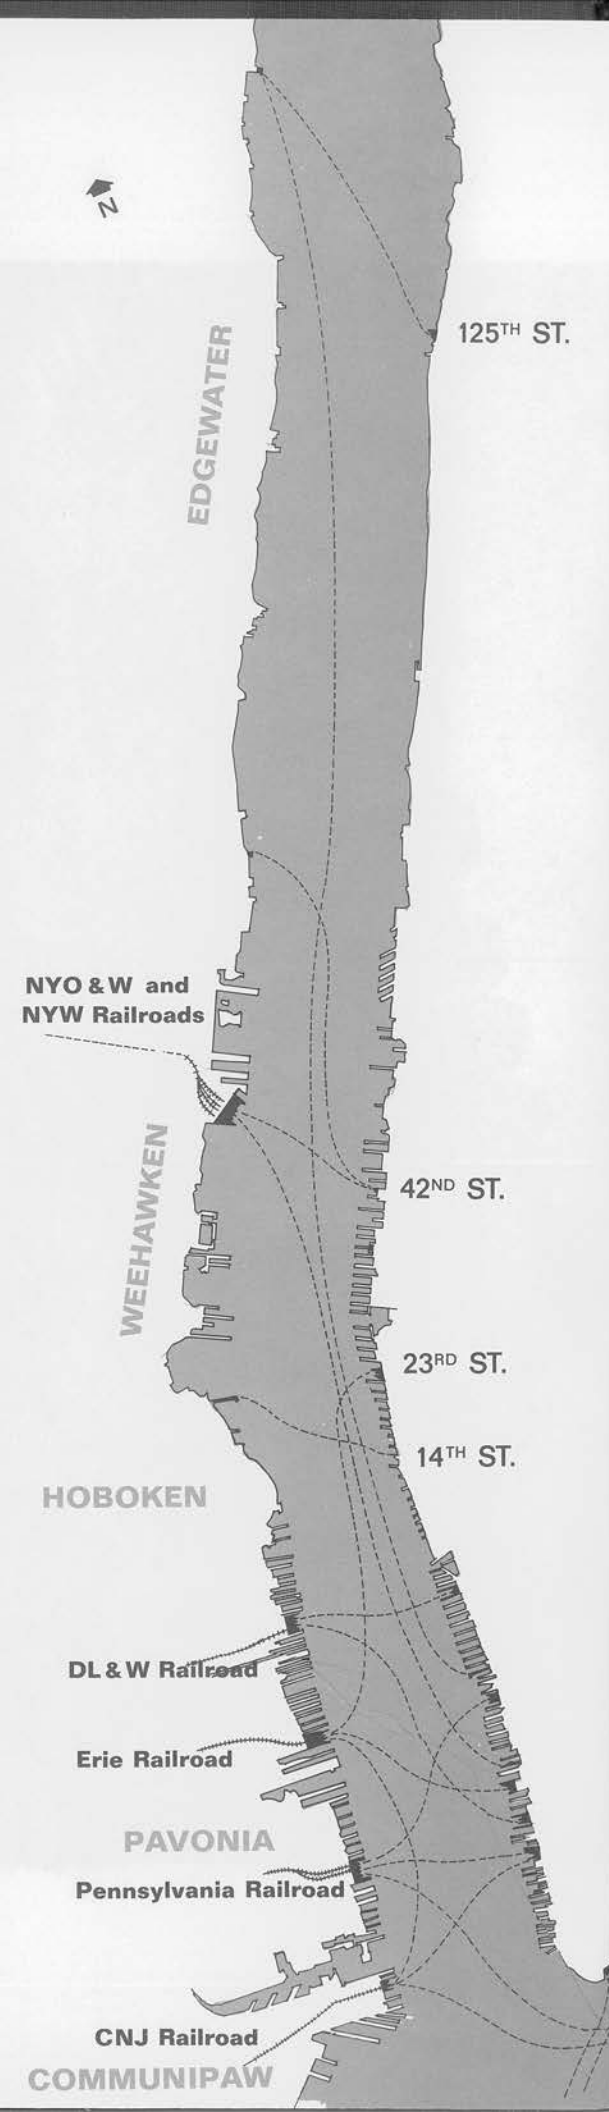 N
125TH ST.
EDGEWATER
NYO & W and
NYW Railroads
42ND ST.
WEEHAWKEN
23RD ST.
14TH ST.
HOBOKEN
DL & W Railroad
Erie Railroad
PAVONIA
Pennsylvania Railroad
CNJ Railroad
COMMUNIPAW